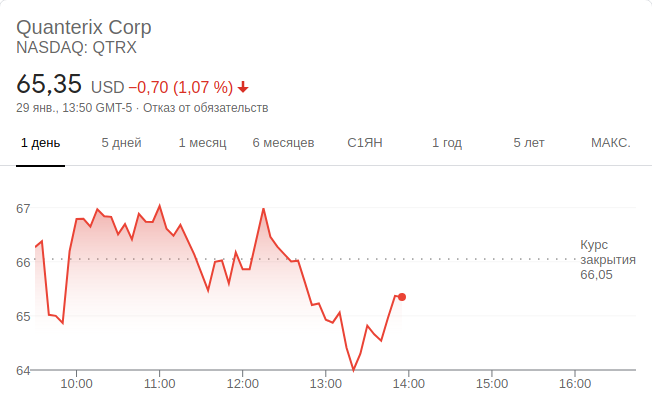 Quanterix Corp
NASDAQ: QTRX
65,35 USD −0,70 (1,07 %)
29 янв., 13:50 GMT-5 · Отказ от обязательств
1 день 5 дней 1 месяц 6 месяцев С1ЯН 1 год 5 лет МАКС.
67
Курс
66 закрытия
66,05
65
64
10:00 11:00 12:00 13:00 14:00 15:00 16:00